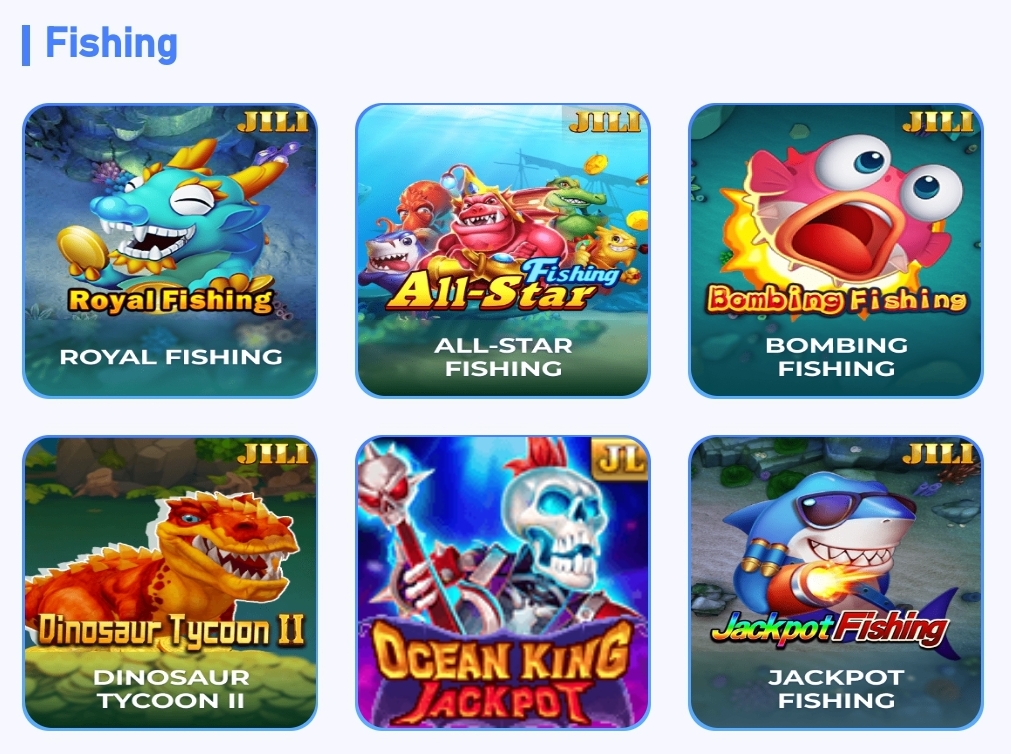 Fishing
JILI
Royal Fishing
ROYAL FISHING
JILI
Fishing
All-Star
ALL-STAR
FISHING
JILI
Bombing Fishing
BOMBING
FISHING
JILI
Dinosaur Tycoon II
DINOSAUR
TYCOON II
JL
OCEAN KING
JACKPOT
JILI
Jackpot Fishing
JACKPOT
FISHING